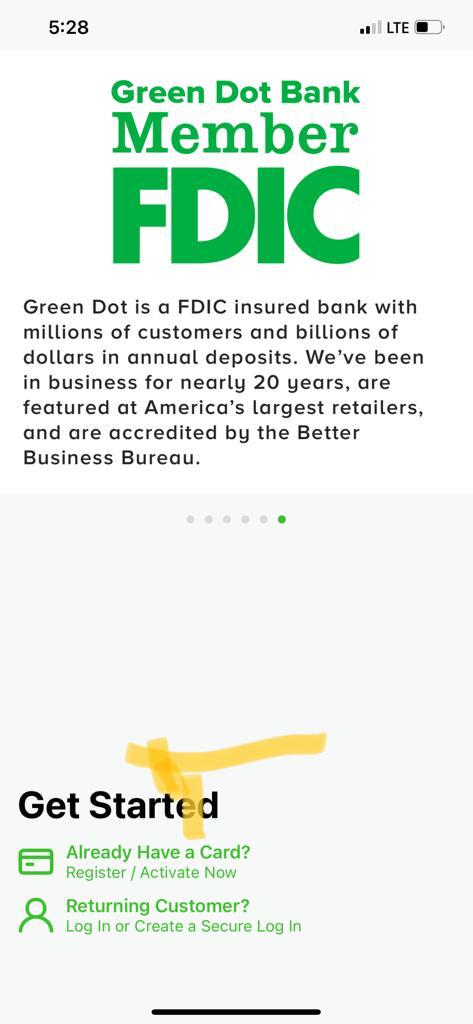 5:28 LTE
Green Dot Bank
Member
FDIC
Green Dot is a FDIC insured bank with
millions of customers and billions of
dollars in annual deposits. We’ve been
in business for nearly 20 years, are
featured at America’s largest retailers,
and are accredited by the Better
Business Bureau.
Get Started
Already Have a Card?
Register / Activate Now
Returning Customer?
Log In or Create a Secure Log In